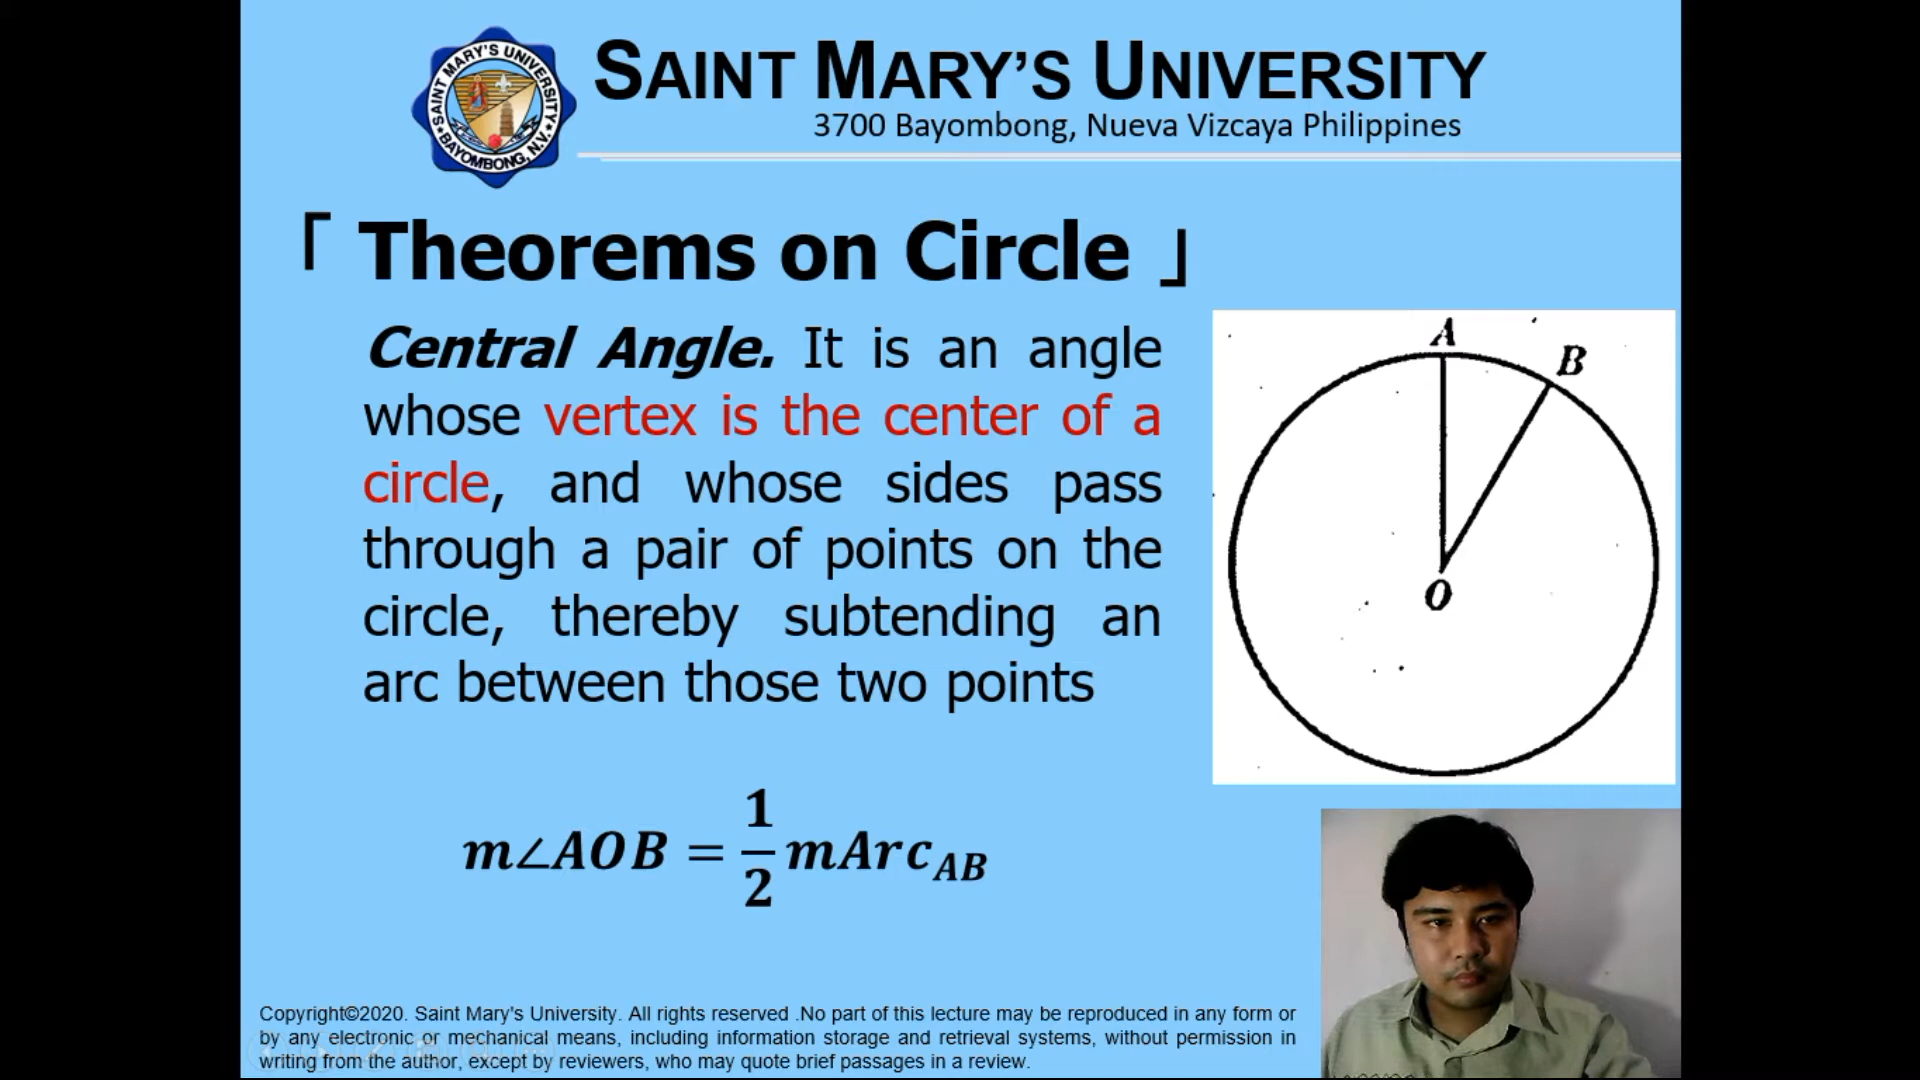 SAINT MARY'S UNIVERSITY
BAYOMBONG, N.V.
SAINT MARY’S UNIVERSITY
3700 Bayombong, Nueva Vizcaya Philippines
「 Theorems on Circle 」
Central Angle. It is an angle
whose vertex is the center of a
circle, and whose sides pass
through a pair of points on the
circle, thereby subtending an
arc between those two points
A
B
O
m∠AOB = 1/2 mArc_AB
Copyright©2020. Saint Mary's University. All rights reserved .No part of this lecture may be reproduced in any form or
by any electronic or mechanical means, including information storage and retrieval systems, without permission in
writing from the author, except by reviewers, who may quote brief passages in a review.